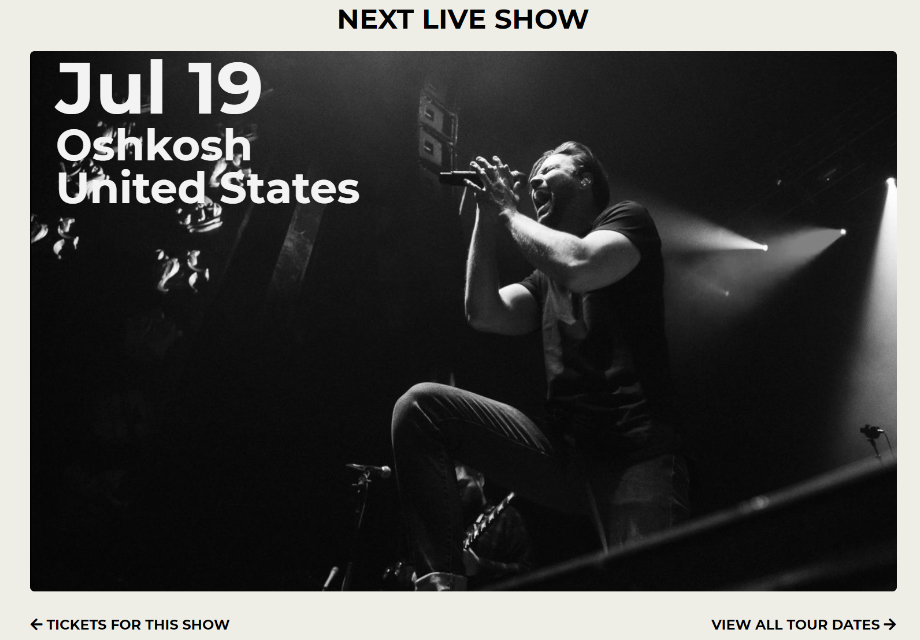 NEXT LIVE SHOW
Jul 19
Oshkosh
United States
← TICKETS FOR THIS SHOW
VIEW ALL TOUR DATES →